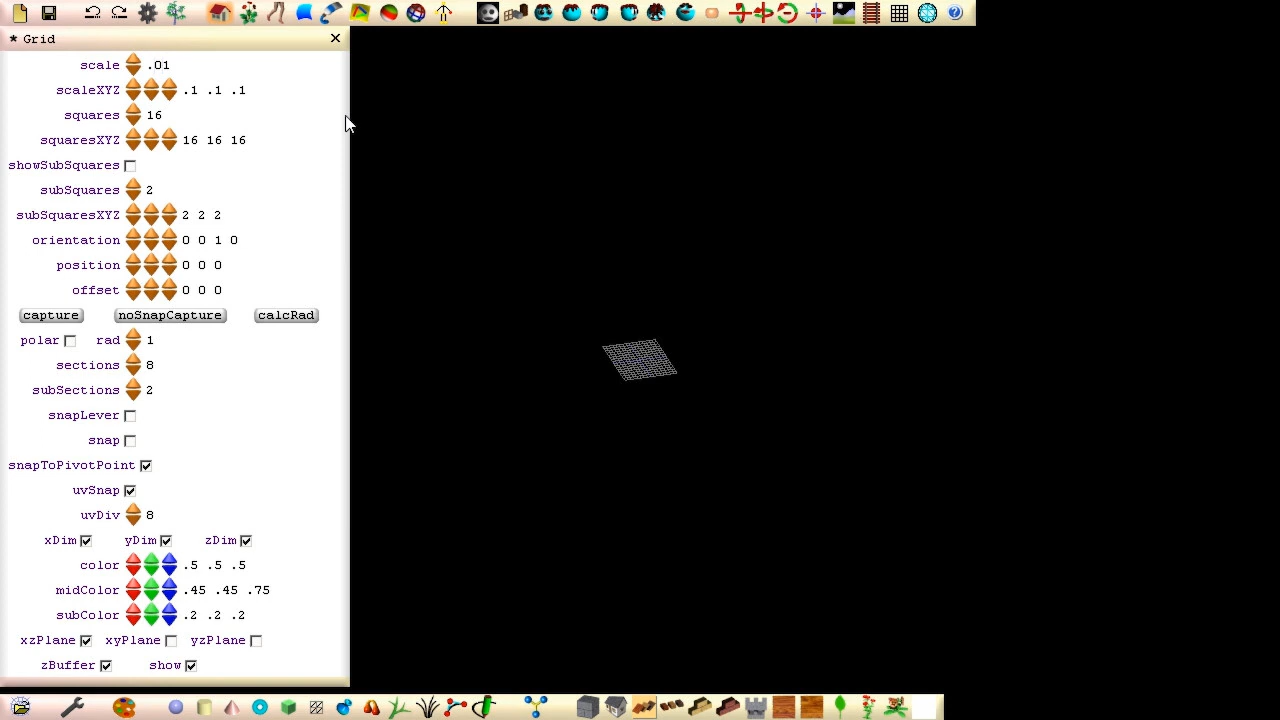 * Grid
scale .01
scaleXYZ .1 .1 .1
squares 16
squaresXYZ 16 16 16
showSubSquares
subSquares 2
subSquaresXYZ 2 2 2
orientation 0 0 1 0
position 0 0 0
offset 0 0 0
capture noSnapCapture calcRad
polar rad 1
sections 8
subSections 2
snapLever
snap
snapToPivotPoint
uvSnap
uvDiv 8
xDim yDim zDim
color .5 .5 .5
midColor .45 .45 .75
subColor .2 .2 .2
xzPlane xyPlane yzPlane
zBuffer show